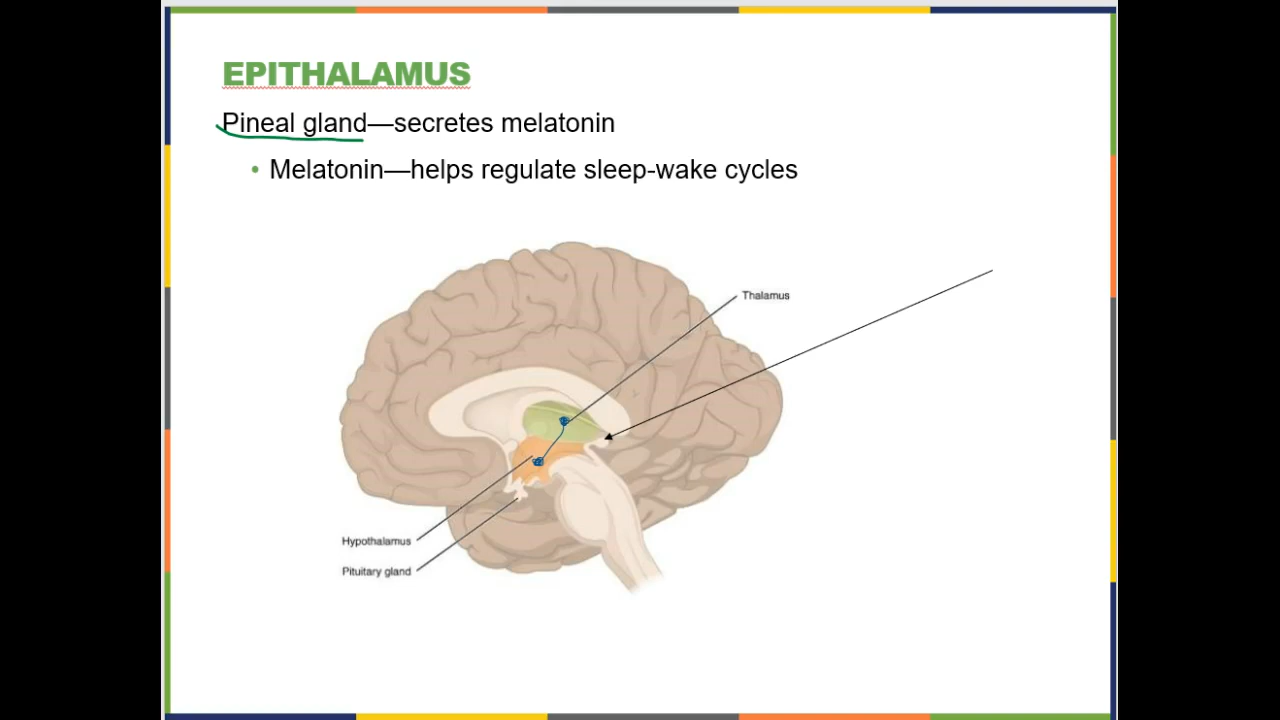 EPITHALAMUS
Pineal gland—secretes melatonin
• Melatonin—helps regulate sleep-wake cycles
Thalamus
Hypothalamus
Pituitary gland